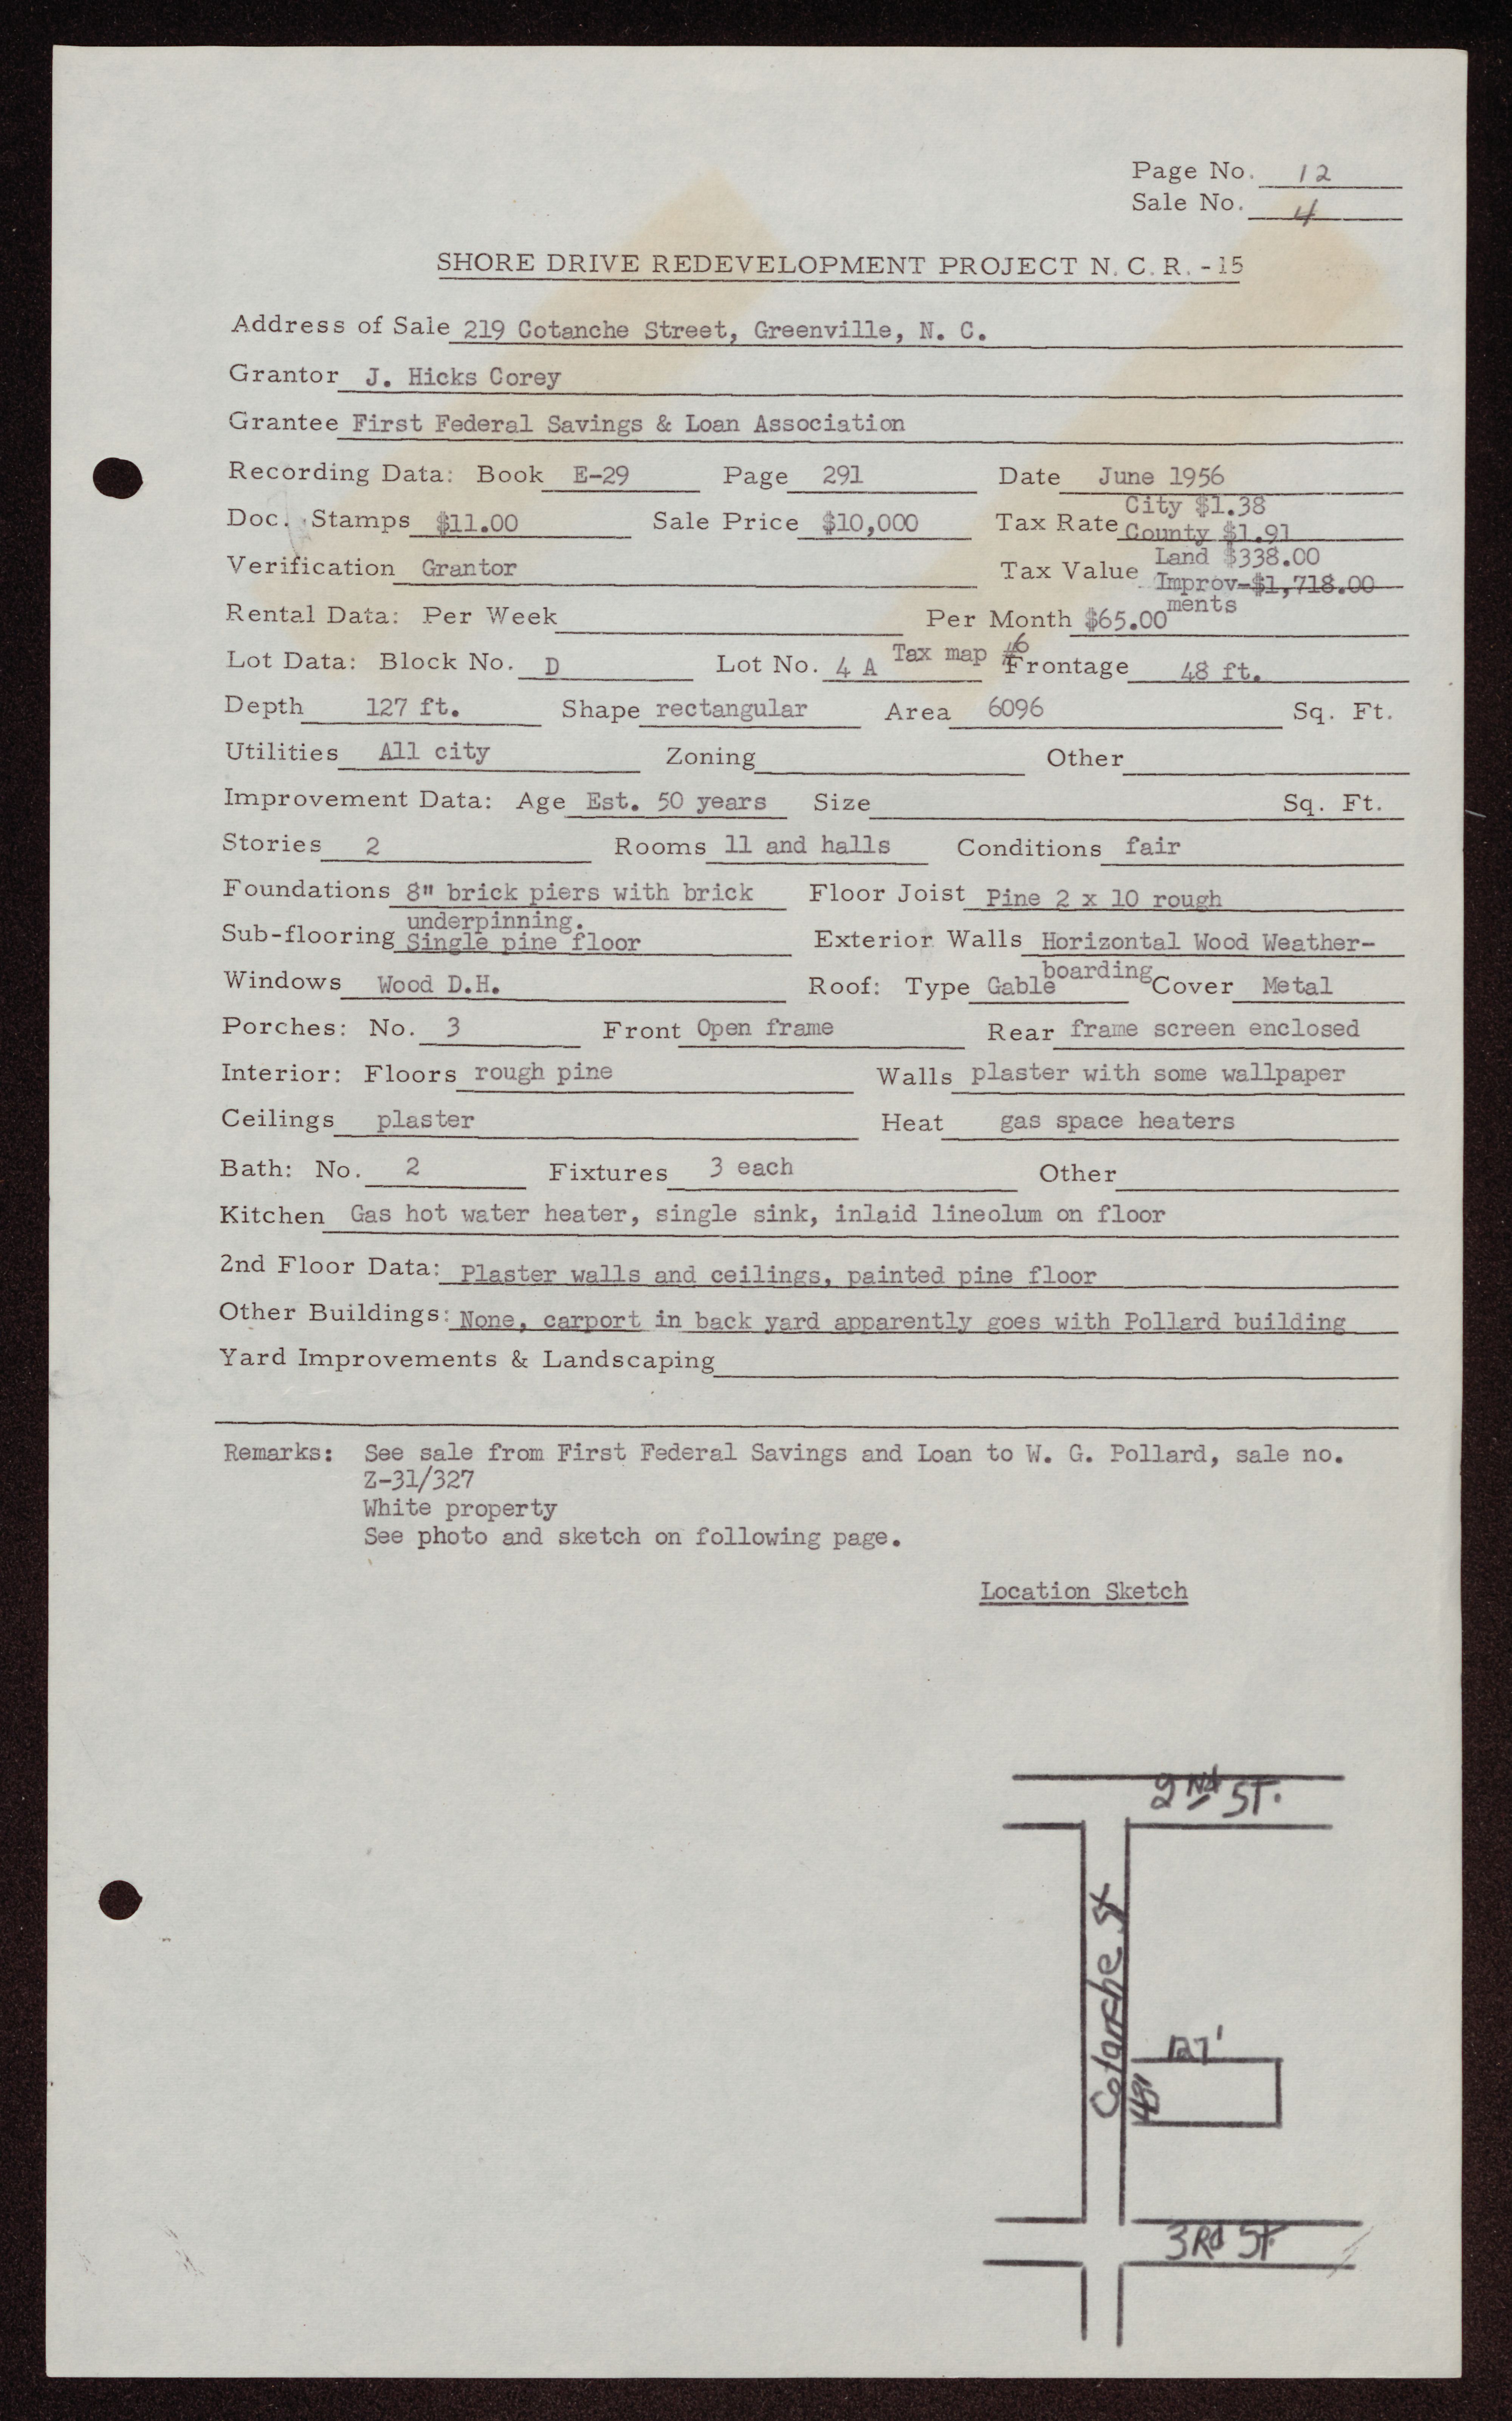 Page No. 12
Sale No. 4
SHORE DRIVE REDEVELOPMENT PROJECT N. C. R. - 15
Address of Sale 219 Cotanche Street, Greenville, N. C.
Grantor J. Hicks Corey
Grantee First Federal Savings & Loan Association
Recording Data: Book E-29 Page 291 Date June 1956
City $1.38
Doc. Stamps $11.00 Sale Price $10,000 Tax Rate County $1.91
Land $338.00
Verification Grantor Tax Value Improv-$1,718.00
ments
Rental Data: Per Week Per Month $65.00
Lot Data: Block No. D Lot No. 4 A Tax map #6 Frontage 48 ft.
Depth 127 ft. Shape rectangular Area 6096 Sq. Ft.
Utilities All city Zoning Other
Improvement Data: Age Est. 50 years Size Sq. Ft.
Stories 2 Rooms 11 and halls Conditions fair
Foundations 8" brick piers with brick Floor Joist Pine 2 x 10 rough
underpinning.
Sub-flooring Single pine floor Exterior Walls Horizontal Wood Weather-
boarding
Windows Wood D.H. Roof: Type Gable Cover Metal
Porches: No. 3 Front Open frame Rear frame screen enclosed
Interior: Floors rough pine Walls plaster with some wallpaper
Ceilings plaster Heat gas space heaters
Bath: No. 2 Fixtures 3 each Other
Kitchen Gas hot water heater, single sink, inlaid lineolum on floor
2nd Floor Data: Plaster walls and ceilings, painted pine floor
Other Buildings: None, carport in back yard apparently goes with Pollard building
Yard Improvements & Landscaping
Remarks: See sale from First Federal Savings and Loan to W. G. Pollard, sale no.
Z-31/327
White property
See photo and sketch on following page.
Location Sketch
2nd ST.
Cotanche St
127'
48'
3Rd St.